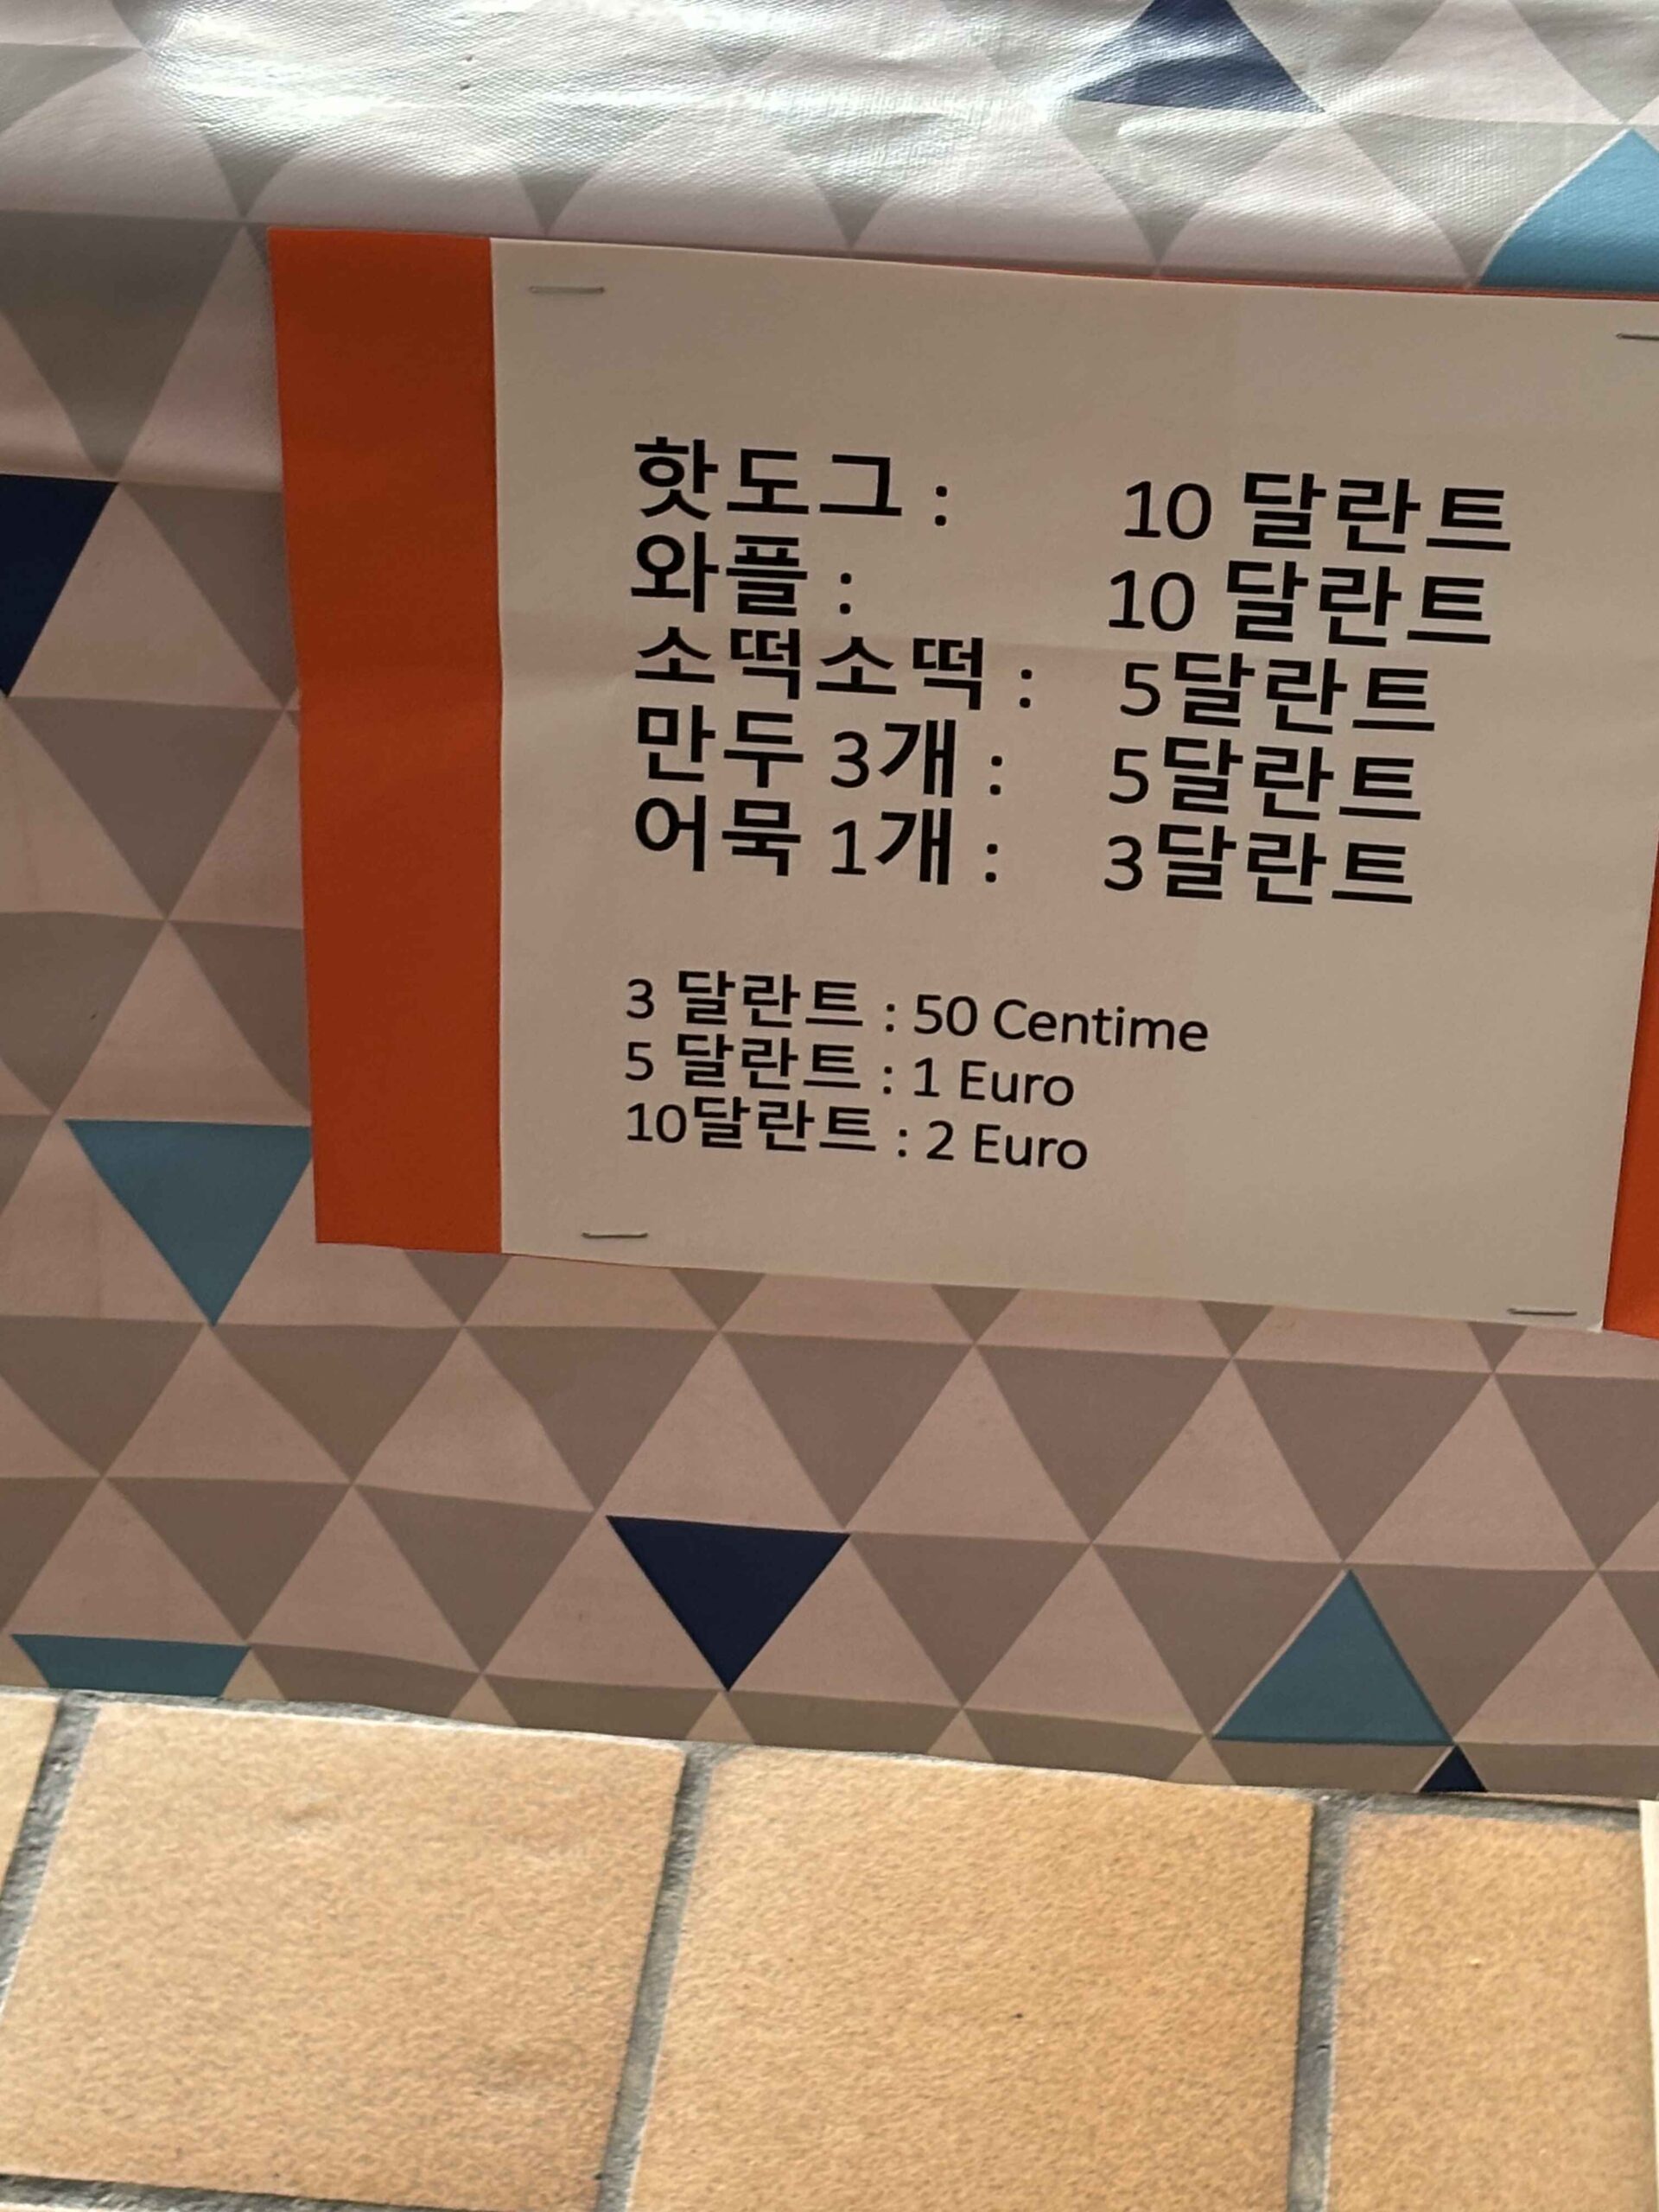 핫도그 : 10 달란트
와플 : 10 달란트
소떡소떡 : 5달란트
만두 3개 : 5달란트
어묵 1개 : 3달란트
3 달란트 : 50 Centime
5 달란트 : 1 Euro
10달란트 : 2 Euro